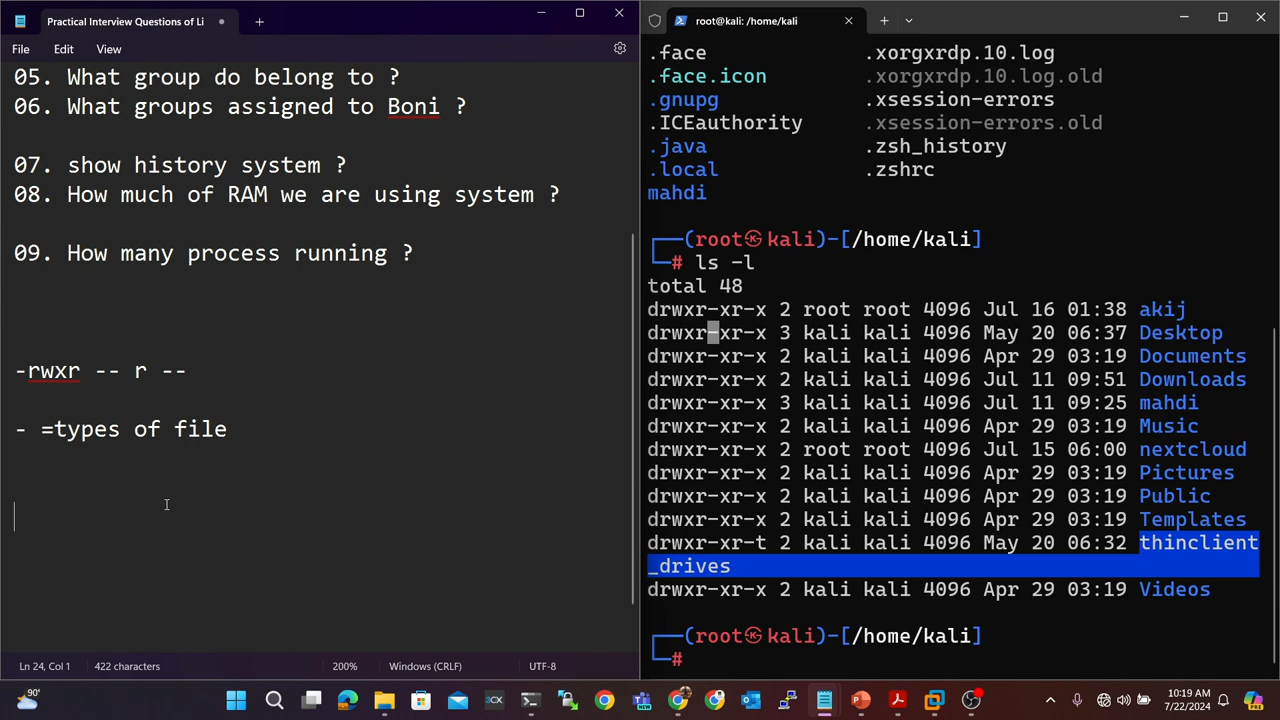 Practical Interview Questions of Li
File Edit View
05. What group do belong to ?
06. What groups assigned to Boni ?
07. show history system ?
08. How much of RAM we are using system ?
09. How many process running ?
-rwxr -- r --
- =types of file
Ln 24, Col 1 422 characters 200% Windows (CRLF) UTF-8
root@kali: /home/kali
.face .xorgxrdp.10.log
.face.icon .xorgxrdp.10.log.old
.gnupg .xsession-errors
.ICEauthority .xsession-errors.old
.java .zsh_history
.local .zshrc
mahdi
┌──(root㉿kali)-[/home/kali]
└─# ls -l
total 48
drwxr-xr-x 2 root root 4096 Jul 16 01:38 akij
drwxr-xr-x 3 kali kali 4096 May 20 06:37 Desktop
drwxr-xr-x 2 kali kali 4096 Apr 29 03:19 Documents
drwxr-xr-x 2 kali kali 4096 Jul 11 09:51 Downloads
drwxr-xr-x 3 kali kali 4096 Jul 11 09:25 mahdi
drwxr-xr-x 2 kali kali 4096 Apr 29 03:19 Music
drwxr-xr-x 2 root root 4096 Jul 15 06:00 nextcloud
drwxr-xr-x 2 kali kali 4096 Apr 29 03:19 Pictures
drwxr-xr-x 2 kali kali 4096 Apr 29 03:19 Public
drwxr-xr-x 2 kali kali 4096 Apr 29 03:19 Templates
drwxr-xr-t 2 kali kali 4096 May 20 06:32 thinclient
_drives
drwxr-xr-x 2 kali kali 4096 Apr 29 03:19 Videos
┌──(root㉿kali)-[/home/kali]
└─#
90°
10:19 AM
7/22/2024